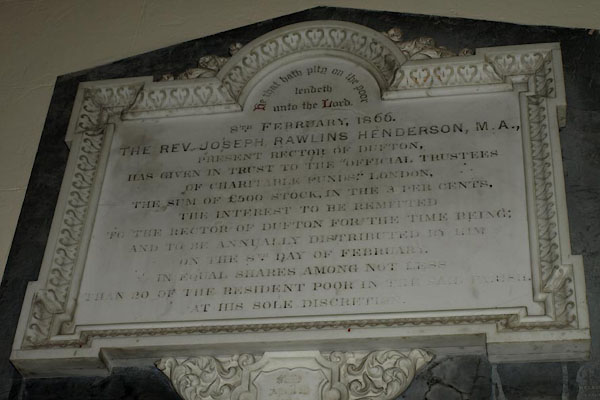 He that hath pity on the poor
lendeth
unto the Lord.
8TH FEBRUARY, 1866.
THE REV. JOSEPH RAWLINS HENDERSON, M.A.,
PRESENT RECTOR OF DUFTON,
HAS GIVEN IN TRUST TO THE "OFFICIAL TRUSTEES
OF CHARITABLE FUNDS," LONDON,
THE SUM OF £500 STOCK, IN THE 3 PER CENTS,
THE INTEREST TO BE REMITTED
TO THE RECTOR OF DUFTON FOR THE TIME BEING;
AND TO BE ANNUALLY DISTRIBUTED BY HIM
ON THE 8TH DAY OF FEBRUARY
IN EQUAL SHARES AMONG NOT LESS
THAN 20 OF THE RESIDENT POOR IN THE SAID PARISH
AT HIS SOLE DISCRETION.